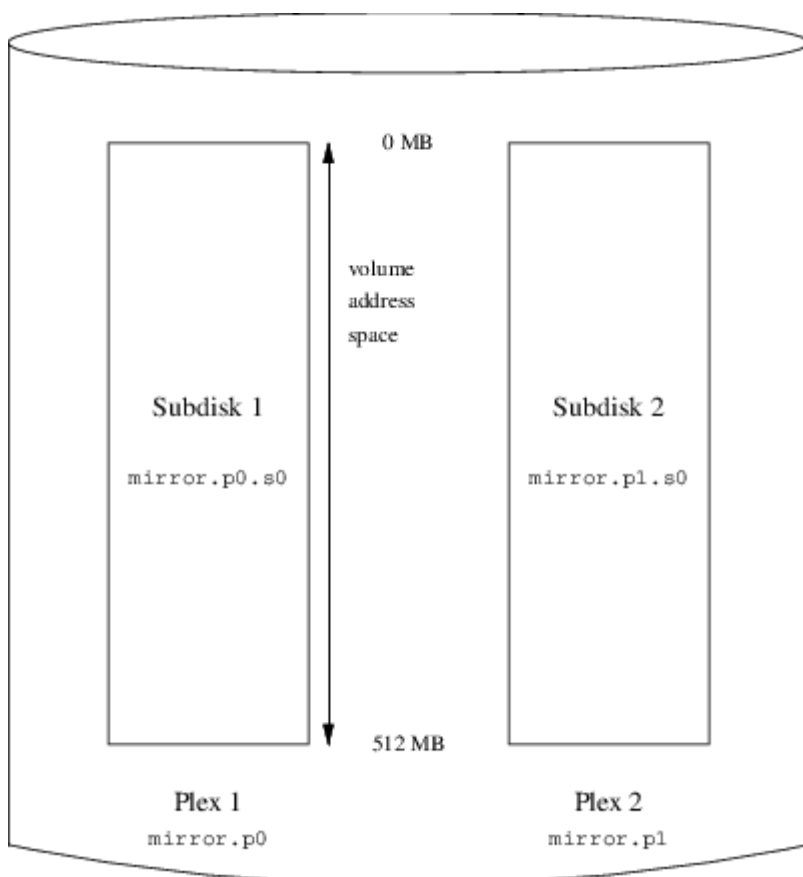 0 MB
volume
address
space
Subdisk 1
mirror.p0.s0
Subdisk 2
mirror.p1.s0
512 MB
Plex 1
mirror.p0
Plex 2
mirror.p1